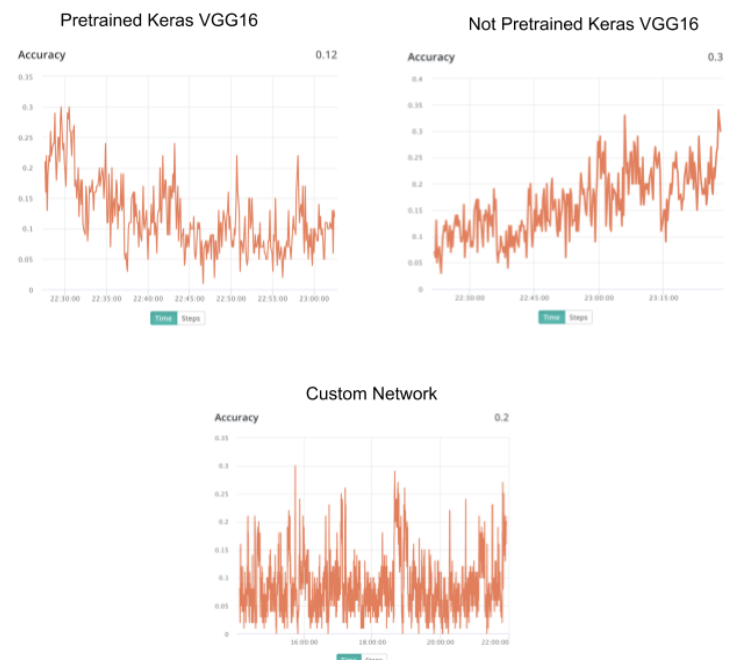 Pretrained Keras VGG16
Accuracy 0.12
0.35
0.3
0.25
0.2
0.15
0.1
0.05
0
22:30:00 22:35:00 22:40:00 22:45:00 22:50:00 22:55:00 23:00:00
Time Steps
Not Pretrained Keras VGG16
Accuracy 0.3
0.4
0.35
0.3
0.25
0.2
0.15
0.1
0.05
0
22:30:00 22:45:00 23:00:00 23:15:00
Time Steps
Custom Network
Accuracy 0.2
0.35
0.3
0.25
0.2
0.15
0.1
0.05
0
16:00:00 18:00:00 20:00:00 22:00:00
Time Steps